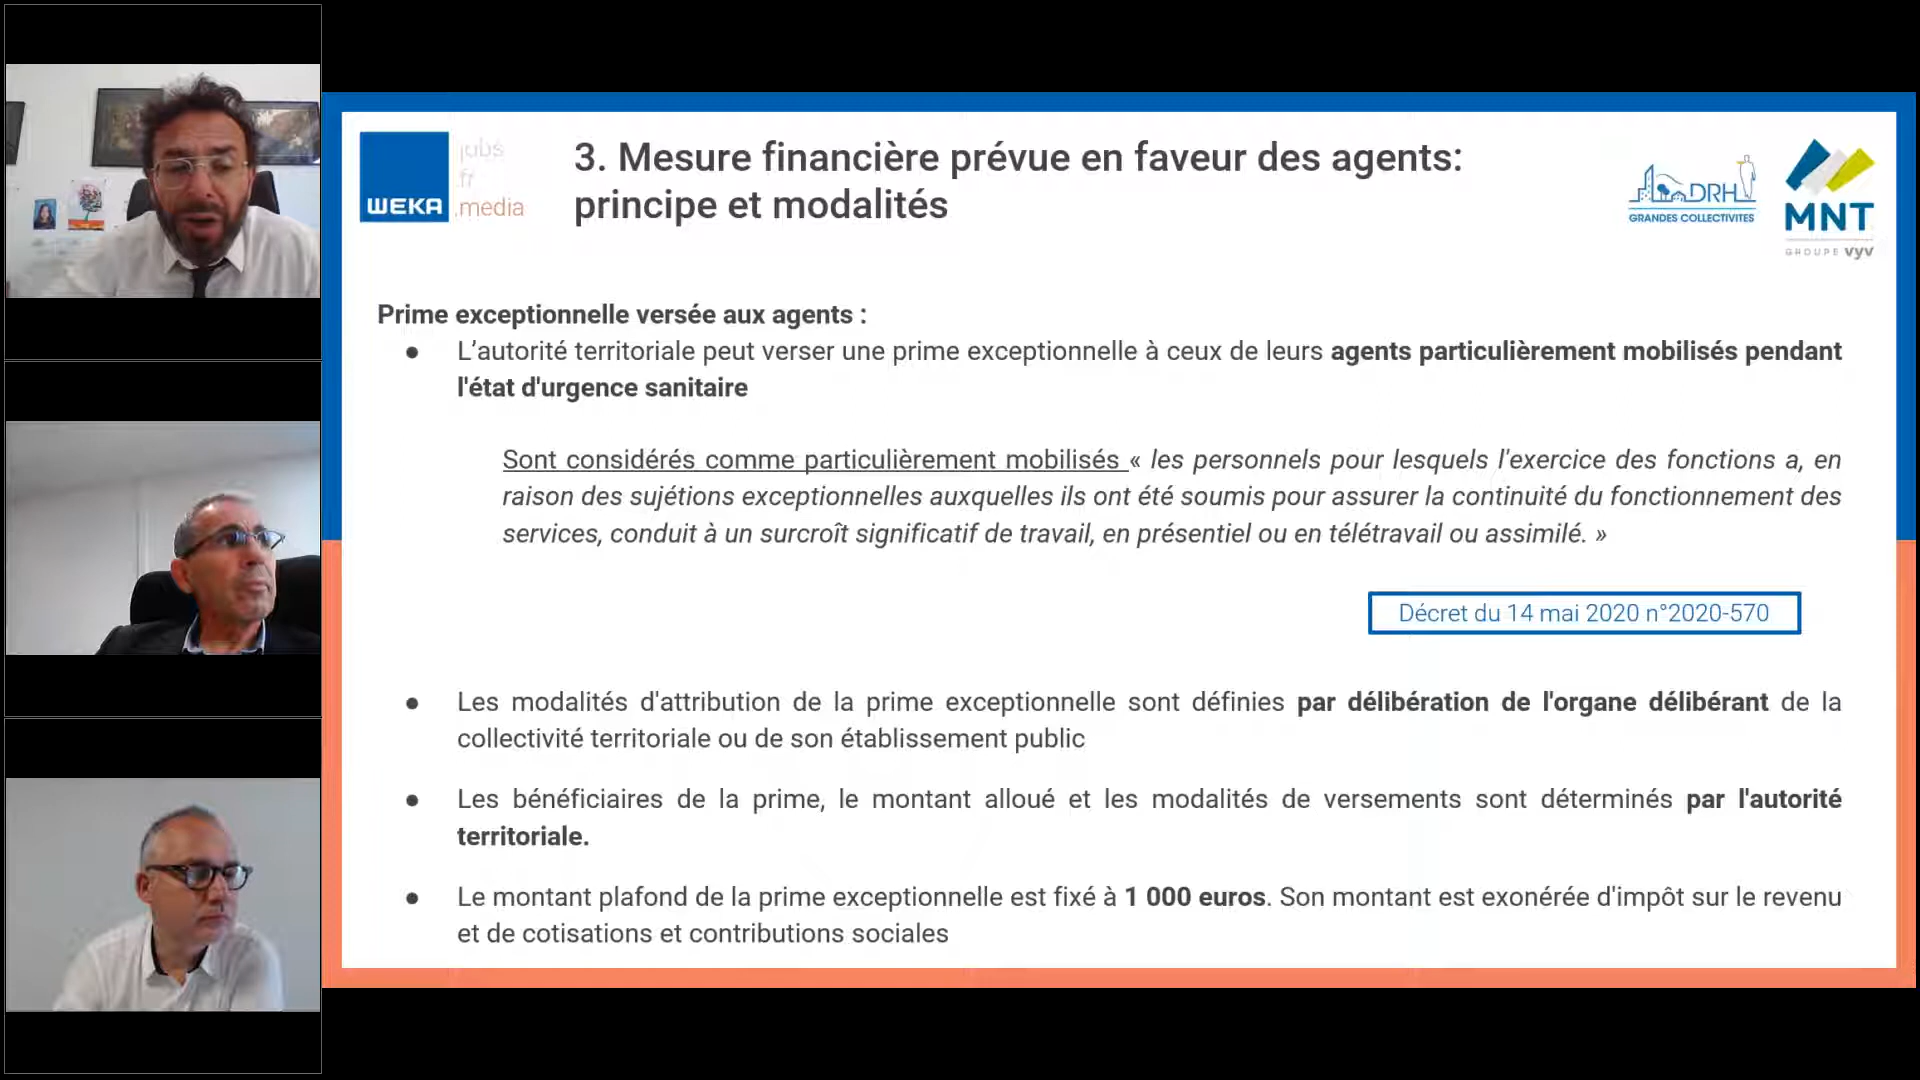 WEKA
jobs
.fr
.media
3. Mesure financière prévue en faveur des agents:
principe et modalités
DRH
GRANDES COLLECTIVITES
MNT
GROUPE vyv
Prime exceptionnelle versée aux agents :
● L’autorité territoriale peut verser une prime exceptionnelle à ceux de leurs agents particulièrement mobilisés pendant
l'état d'urgence sanitaire
Sont considérés comme particulièrement mobilisés « les personnels pour lesquels l'exercice des fonctions a, en
raison des sujétions exceptionnelles auxquelles ils ont été soumis pour assurer la continuité du fonctionnement des
services, conduit à un surcroît significatif de travail, en présentiel ou en télétravail ou assimilé. »
Décret du 14 mai 2020 n°2020-570
● Les modalités d'attribution de la prime exceptionnelle sont définies par délibération de l'organe délibérant de la
collectivité territoriale ou de son établissement public
● Les bénéficiaires de la prime, le montant alloué et les modalités de versements sont déterminés par l'autorité
territoriale.
● Le montant plafond de la prime exceptionnelle est fixé à 1 000 euros. Son montant est exonérée d'impôt sur le revenu
et de cotisations et contributions sociales